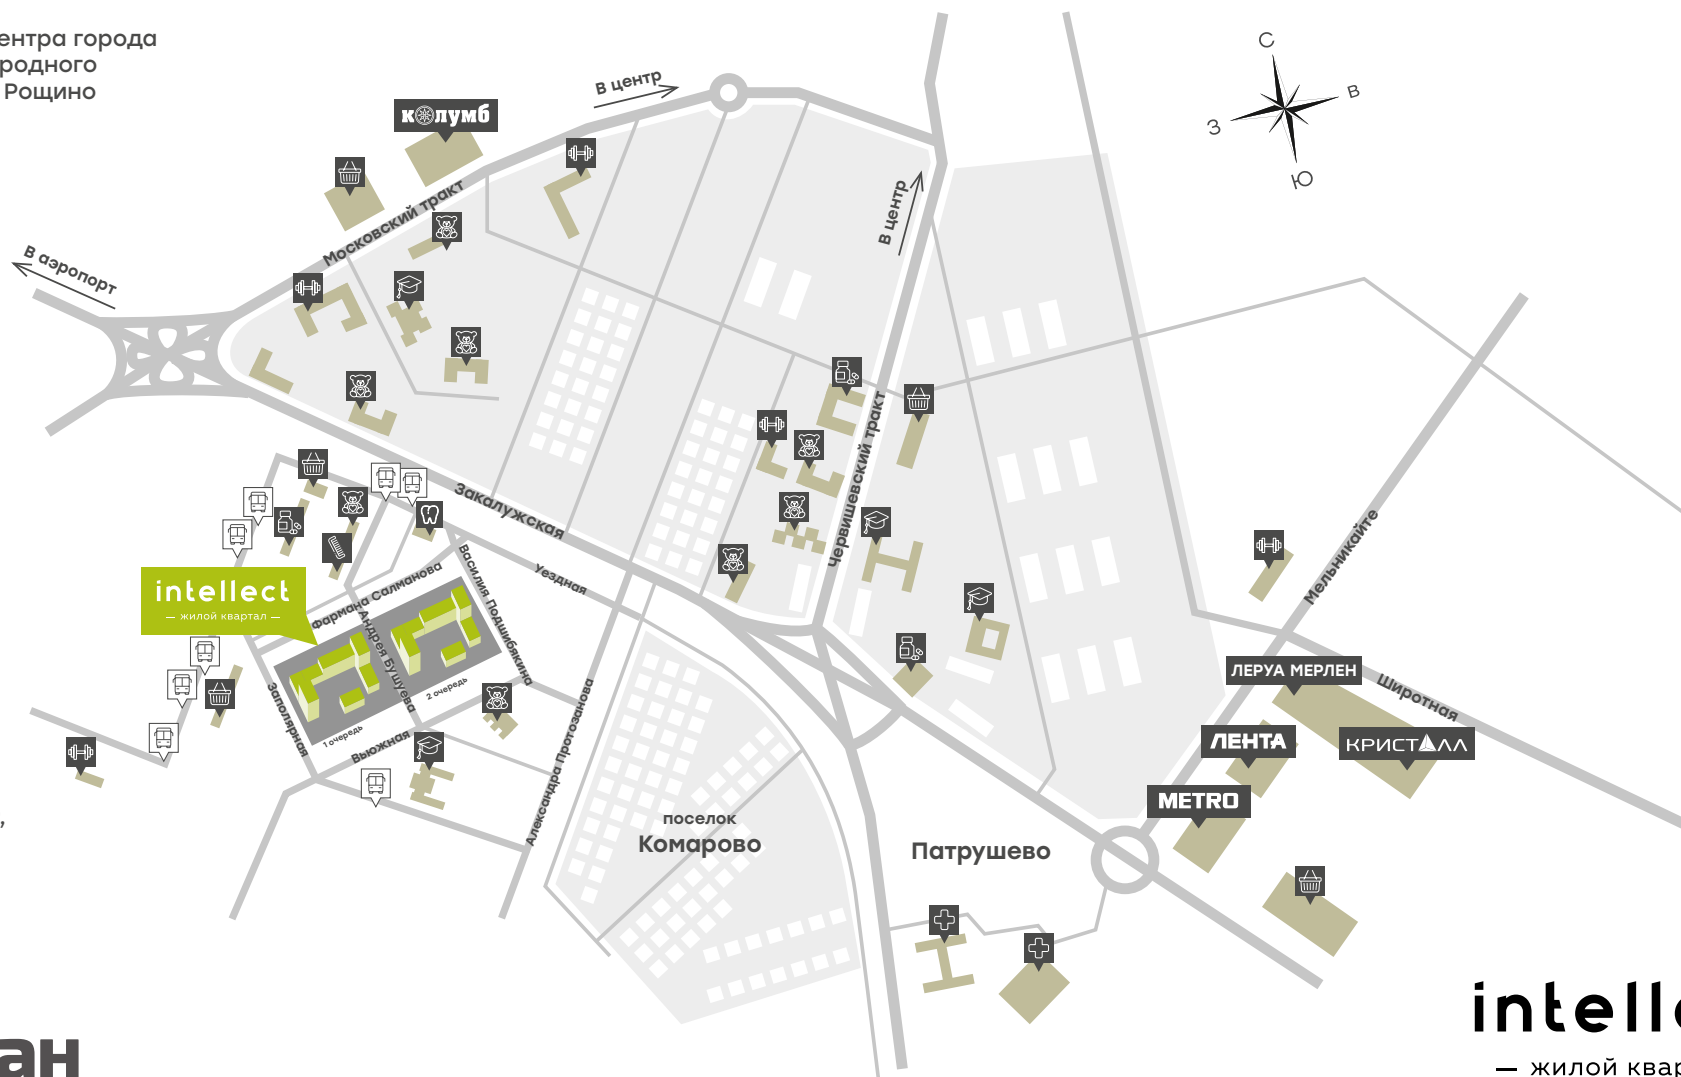 ентра города
родного
Рощино
С
В
З
Ю
В центр
колумб
Московский тракт
В аэропорт
В центр
Червишевский тракт
Закалужская
Уездная
Василия Подшибякина
Фармана Салманова
Андрея Бушуева
intellect
— жилой квартал —
Заполярная
1 очередь
2 очередь
Вьюжная
Александра Протозанова
поселок
Комарово
Патрушево
Мельникайте
Широтная
ЛЕРУА МЕРЛЕН
ЛЕНТА
КРИСТАЛЛ
METRO
,
ан
intelle
— жилой квар